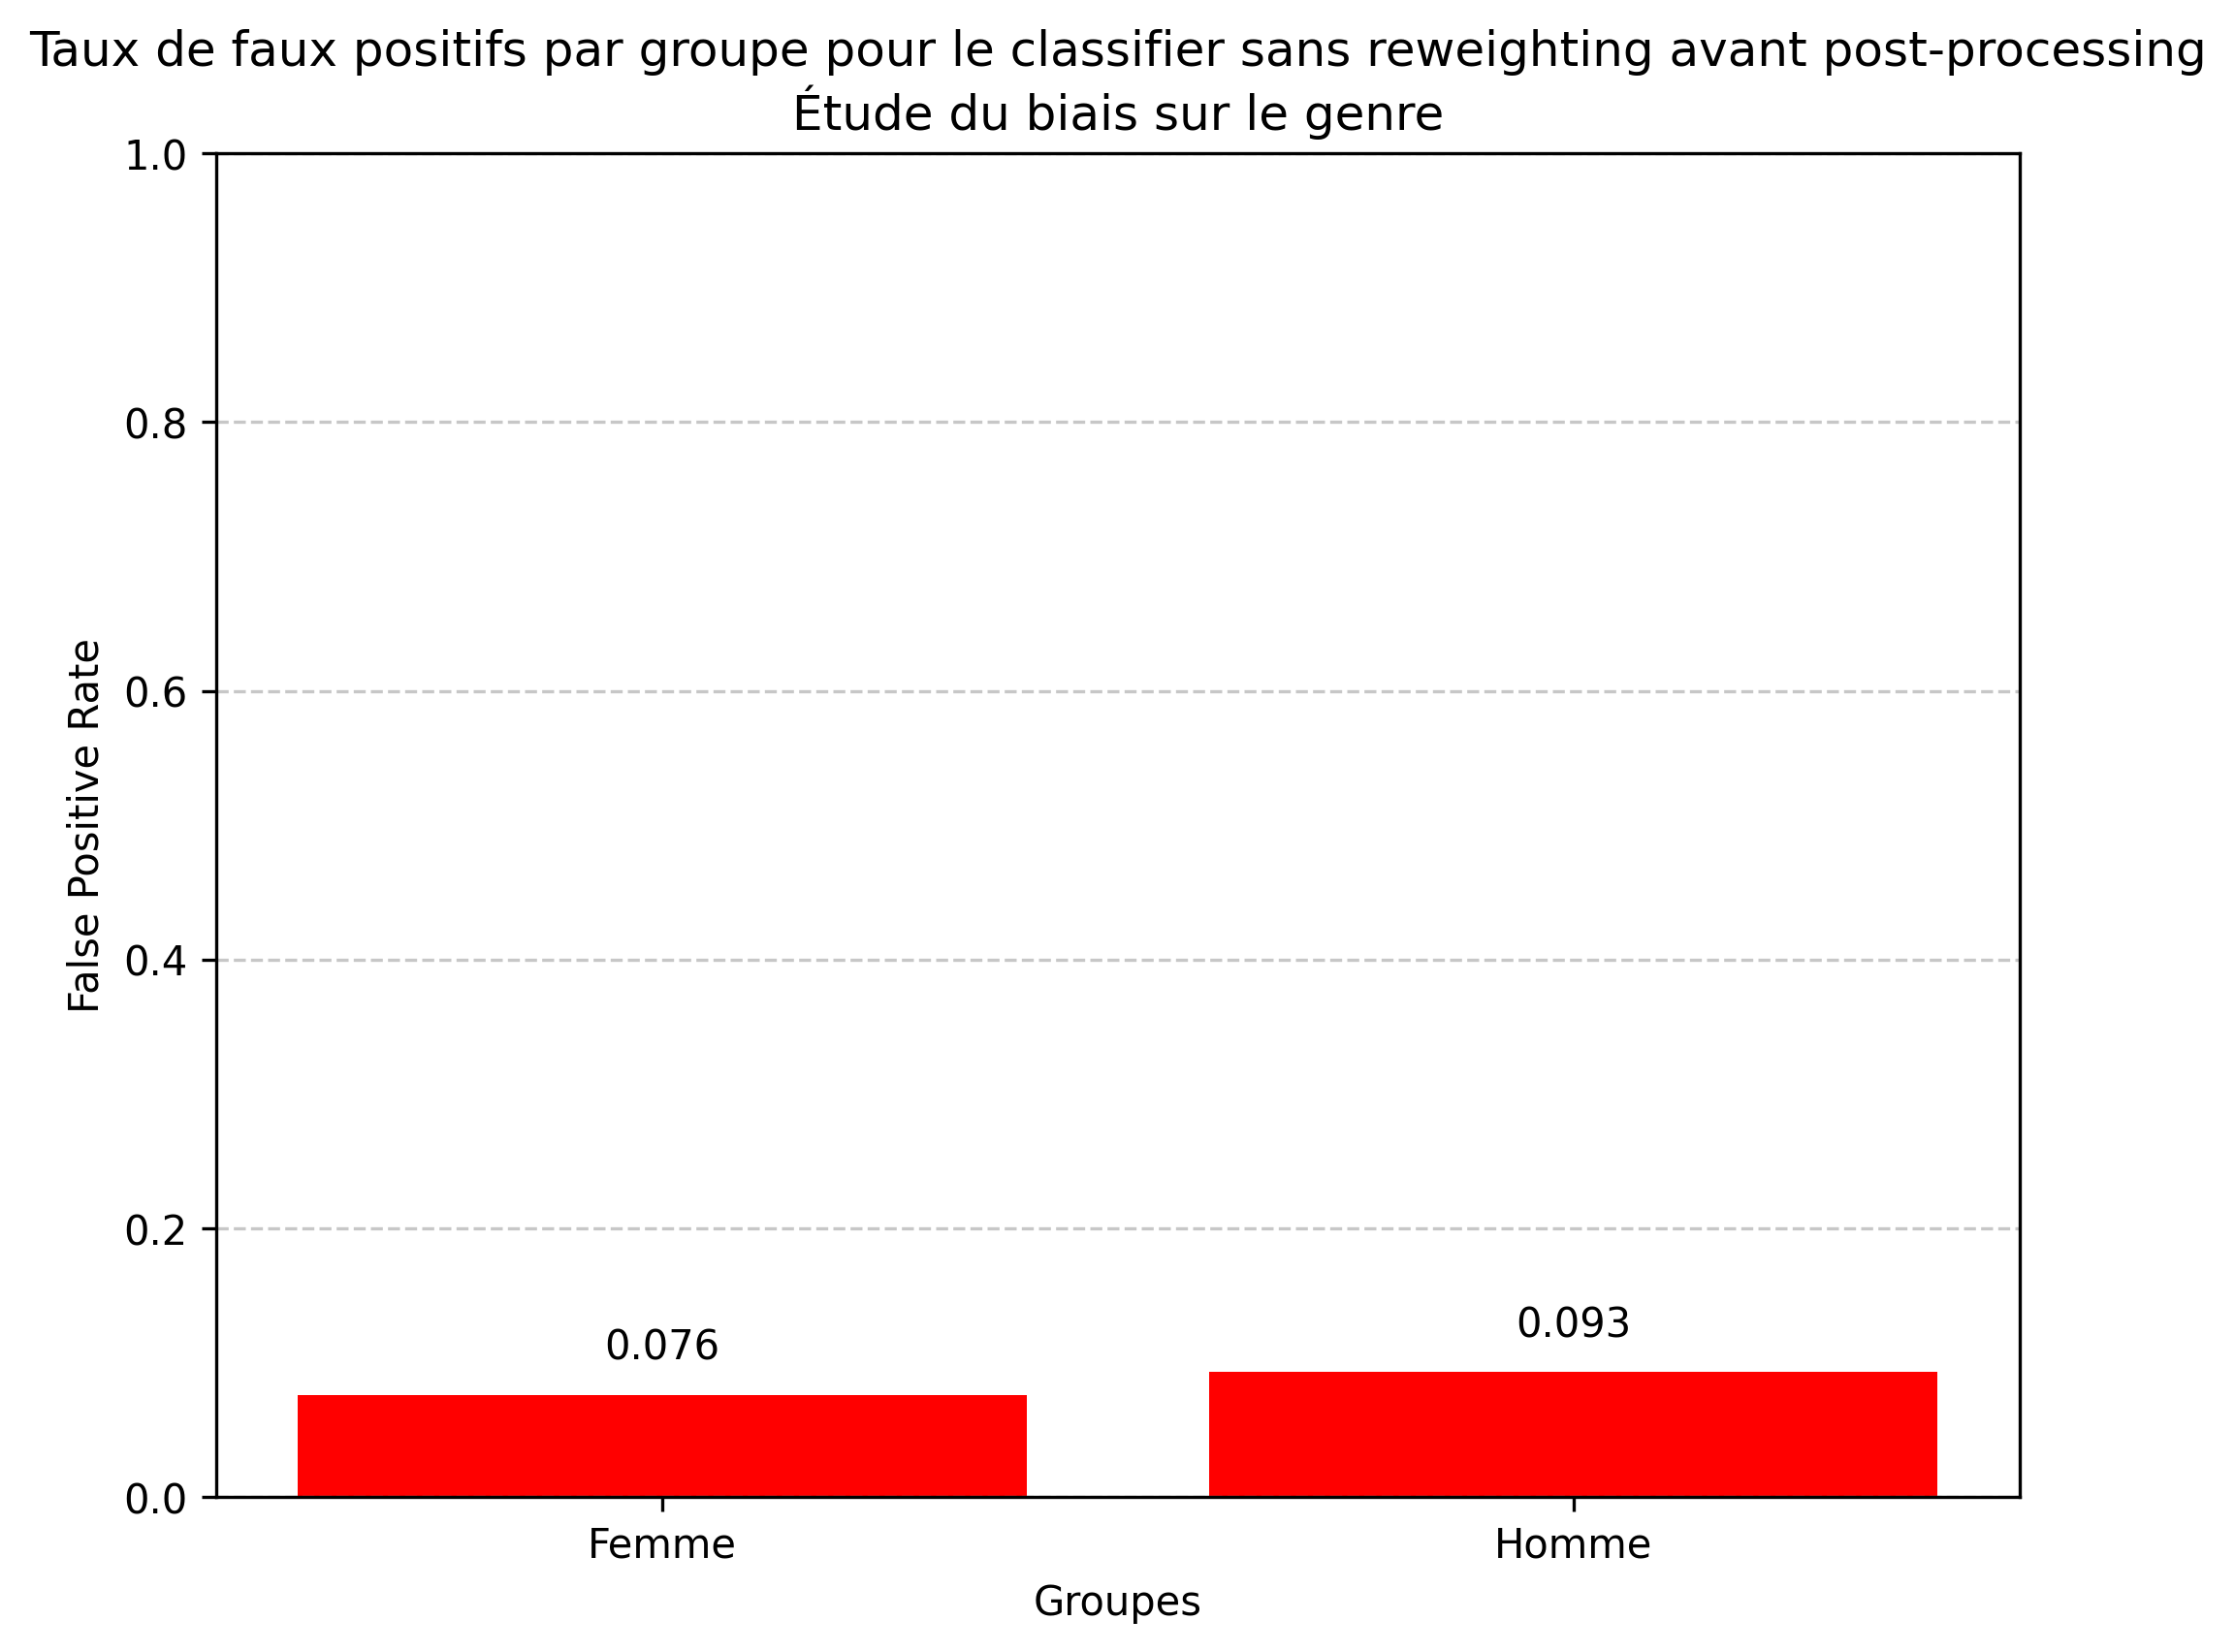 Taux de faux positifs par groupe pour le classifier sans reweighting avant post-processing
Étude du biais sur le genre
1.0
0.8
0.6
0.4
0.2
0.0
False Positive Rate
0.076
0.093
Femme
Homme
Groupes